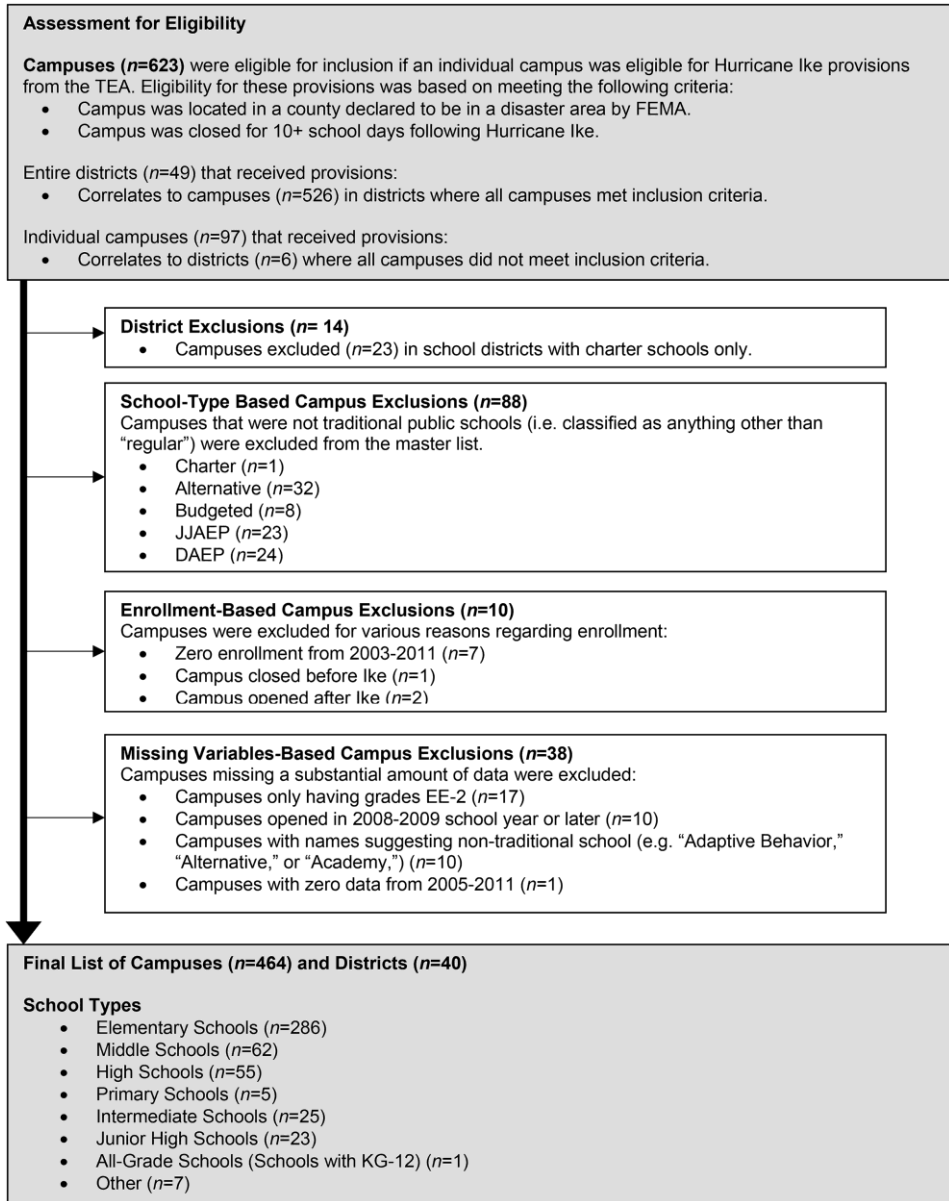 Assessment for Eligibility
Campuses (n=623) were eligible for inclusion if an individual campus was eligible for Hurricane Ike provisions
from the TEA. Eligibility for these provisions was based on meeting the following criteria:
• Campus was located in a county declared to be in a disaster area by FEMA.
• Campus was closed for 10+ school days following Hurricane Ike.
Entire districts (n=49) that received provisions:
• Correlates to campuses (n=526) in districts where all campuses met inclusion criteria.
Individual campuses (n=97) that received provisions:
• Correlates to districts (n=6) where all campuses did not meet inclusion criteria.
District Exclusions (n= 14)
• Campuses excluded (n=23) in school districts with charter schools only.
School-Type Based Campus Exclusions (n=88)
Campuses that were not traditional public schools (i.e. classified as anything other than
“regular”) were excluded from the master list.
• Charter (n=1)
• Alternative (n=32)
• Budgeted (n=8)
• JJAEP (n=23)
• DAEP (n=24)
Enrollment-Based Campus Exclusions (n=10)
Campuses were excluded for various reasons regarding enrollment:
• Zero enrollment from 2003-2011 (n=7)
• Campus closed before Ike (n=1)
• Campus opened after Ike (n=2)
Missing Variables-Based Campus Exclusions (n=38)
Campuses missing a substantial amount of data were excluded:
• Campuses only having grades EE-2 (n=17)
• Campuses opened in 2008-2009 school year or later (n=10)
• Campuses with names suggesting non-traditional school (e.g. “Adaptive Behavior,”
“Alternative,” or “Academy,”) (n=10)
• Campuses with zero data from 2005-2011 (n=1)
Final List of Campuses (n=464) and Districts (n=40)
School Types
• Elementary Schools (n=286)
• Middle Schools (n=62)
• High Schools (n=55)
• Primary Schools (n=5)
• Intermediate Schools (n=25)
• Junior High Schools (n=23)
• All-Grade Schools (Schools with KG-12) (n=1)
• Other (n=7)